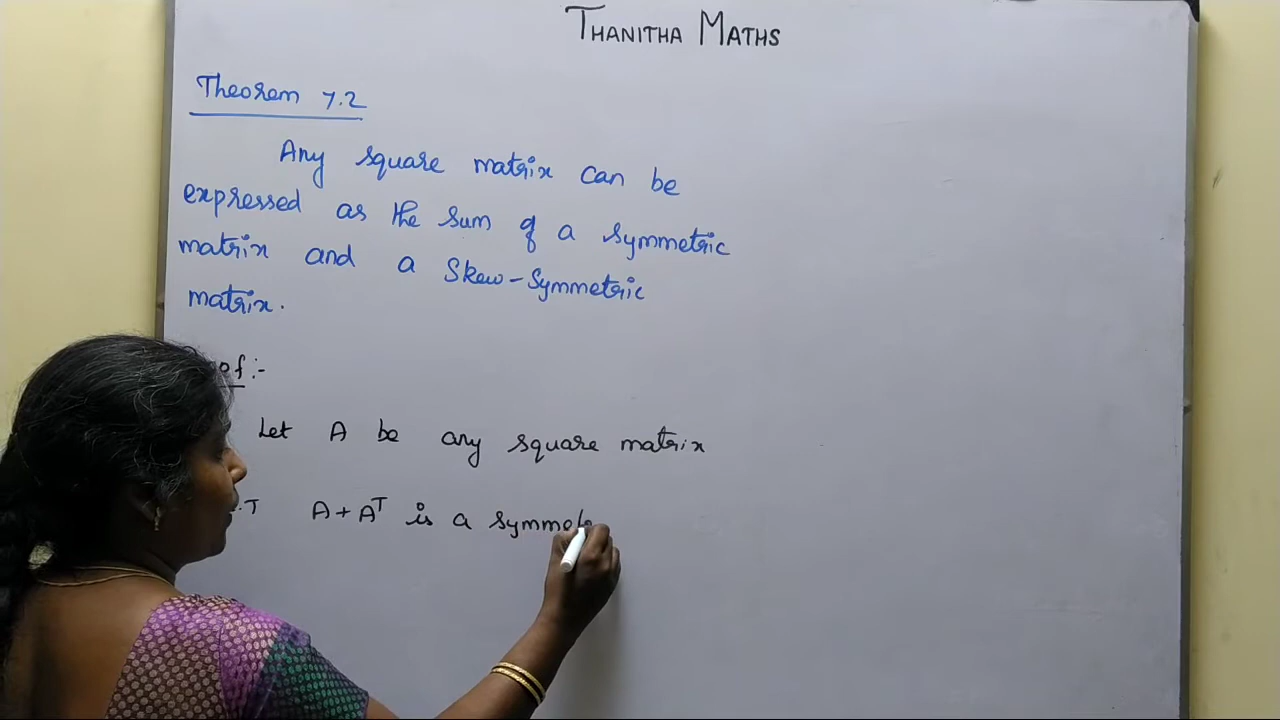 THANITHA MATHS
Theorem 7.2
Any square matrix can be
expressed as the sum of a symmetric
matrix and a Skew-Symmetric
matrix.
Let A be any square matrix
A+Aᵀ is a